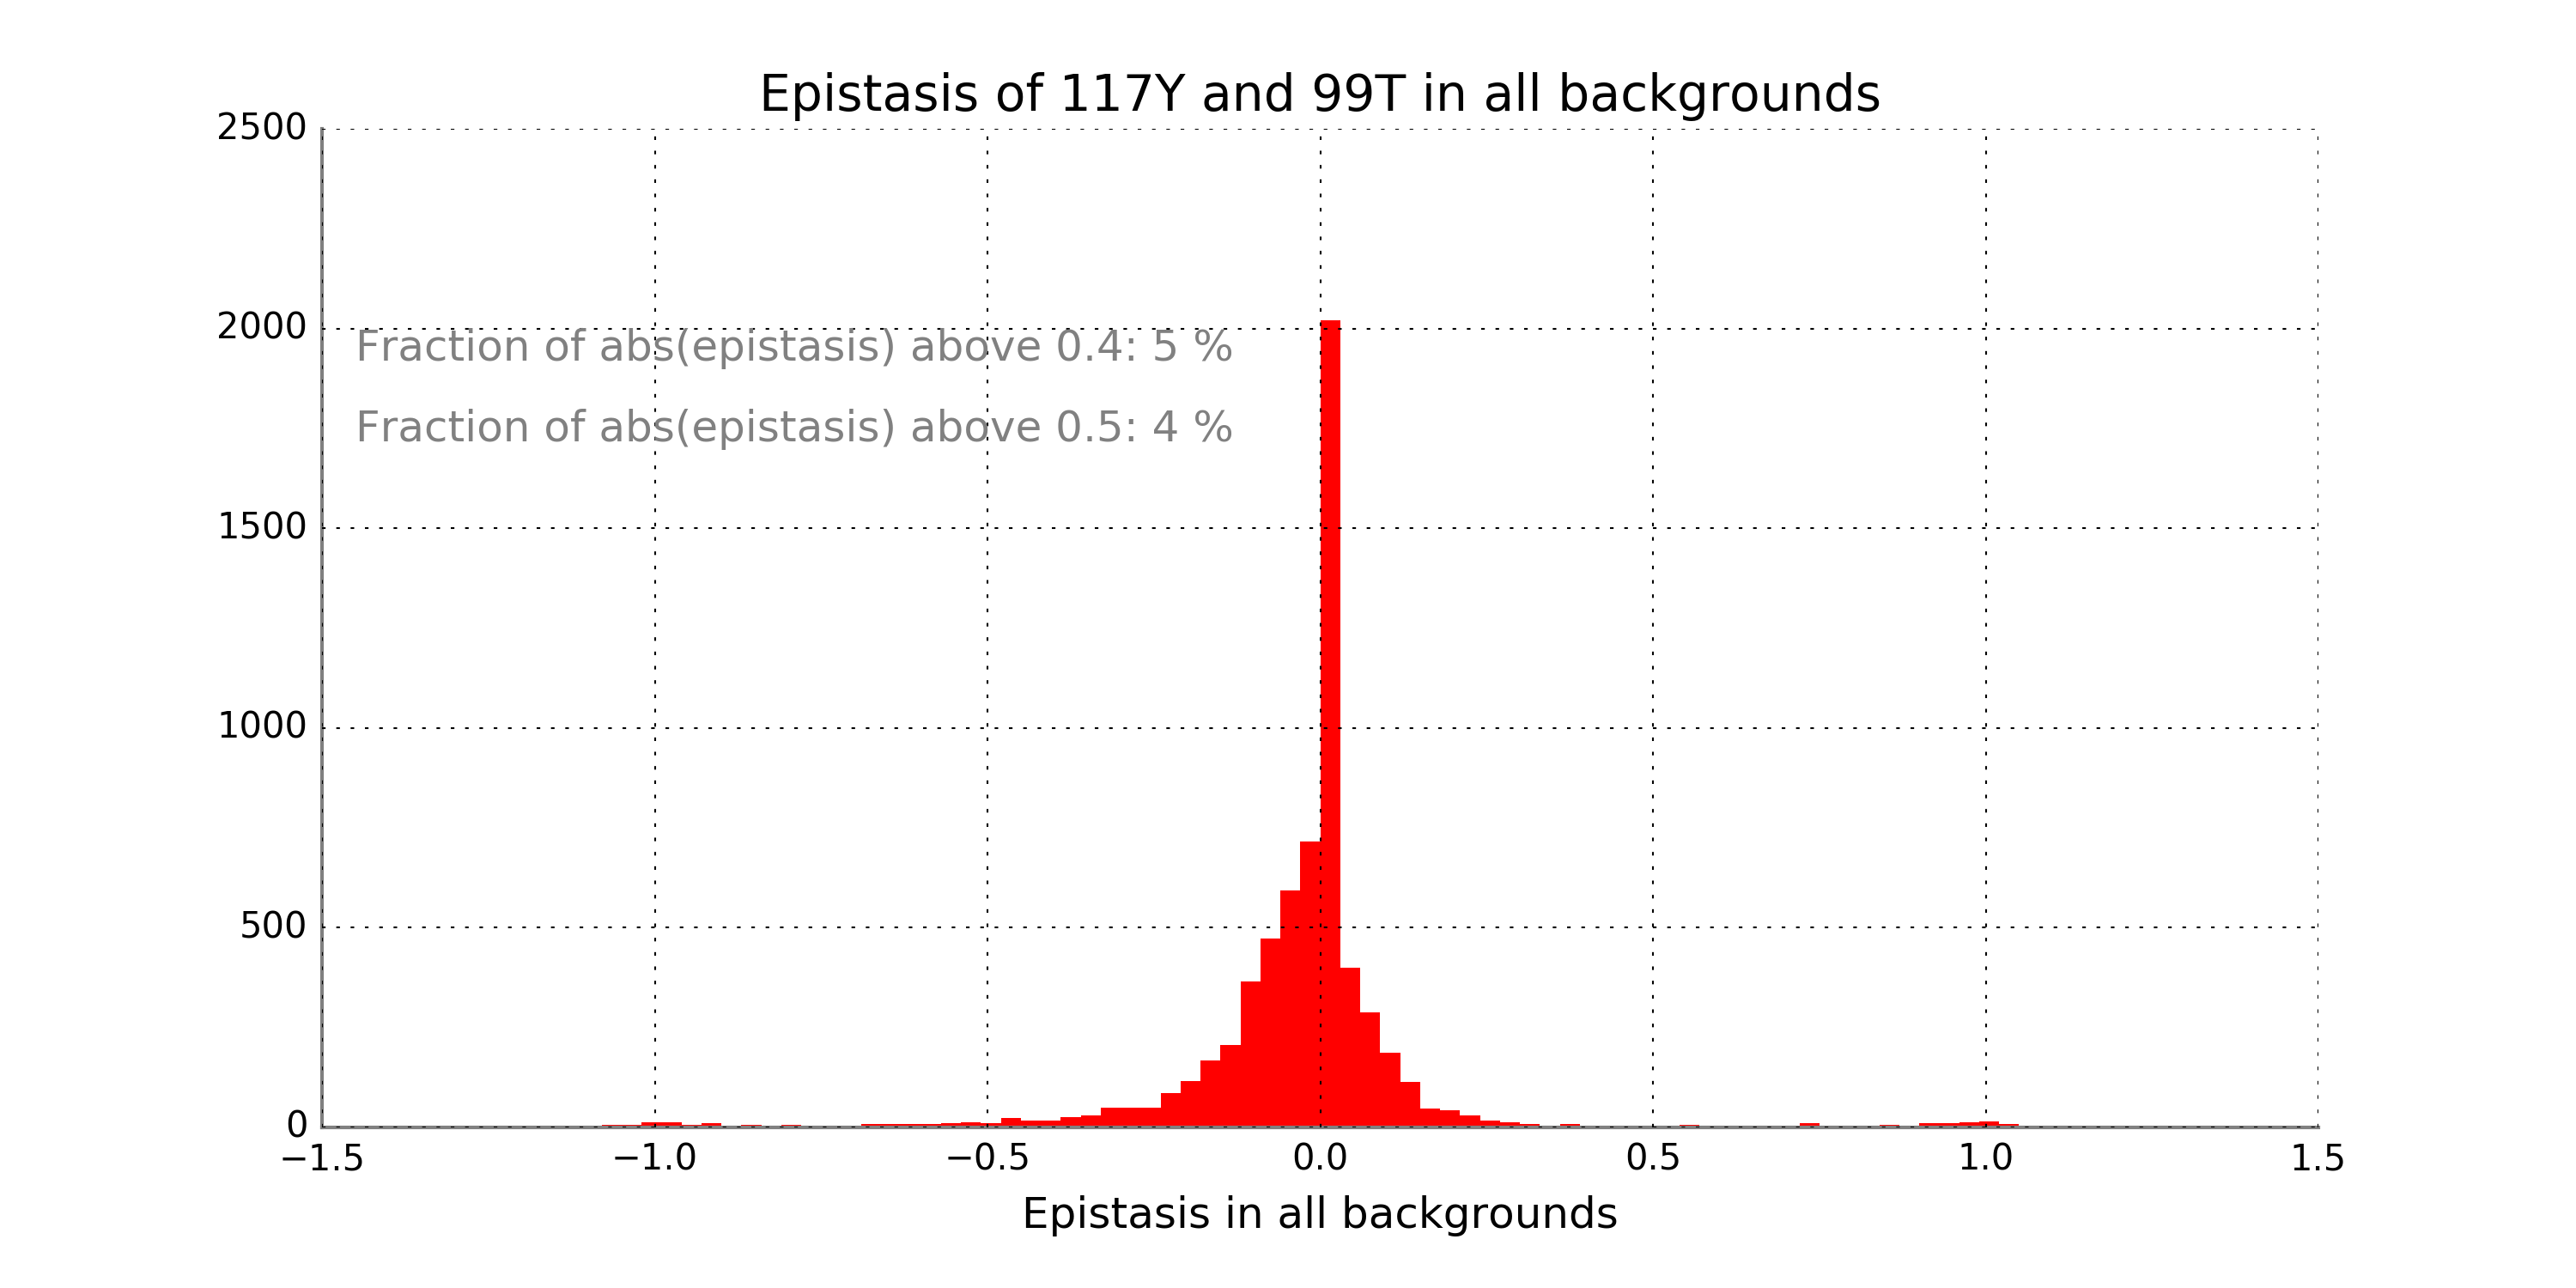 Epistasis of 117Y and 99T in all backgrounds
2500
2000
Fraction of abs(epistasis) above 0.4: 5 %
Fraction of abs(epistasis) above 0.5: 4 %
1500
1000
500
0
−1.5 −1.0 −0.5 0.0 0.5 1.0 1.5
Epistasis in all backgrounds